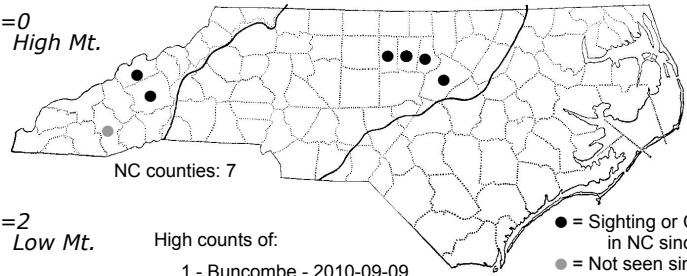 =0
High Mt.
NC counties: 7
=2
Low Mt.
High counts of:
1 - Buncombe - 2010-09-09
● = Sighting or
in NC sinc
● = Not seen sin